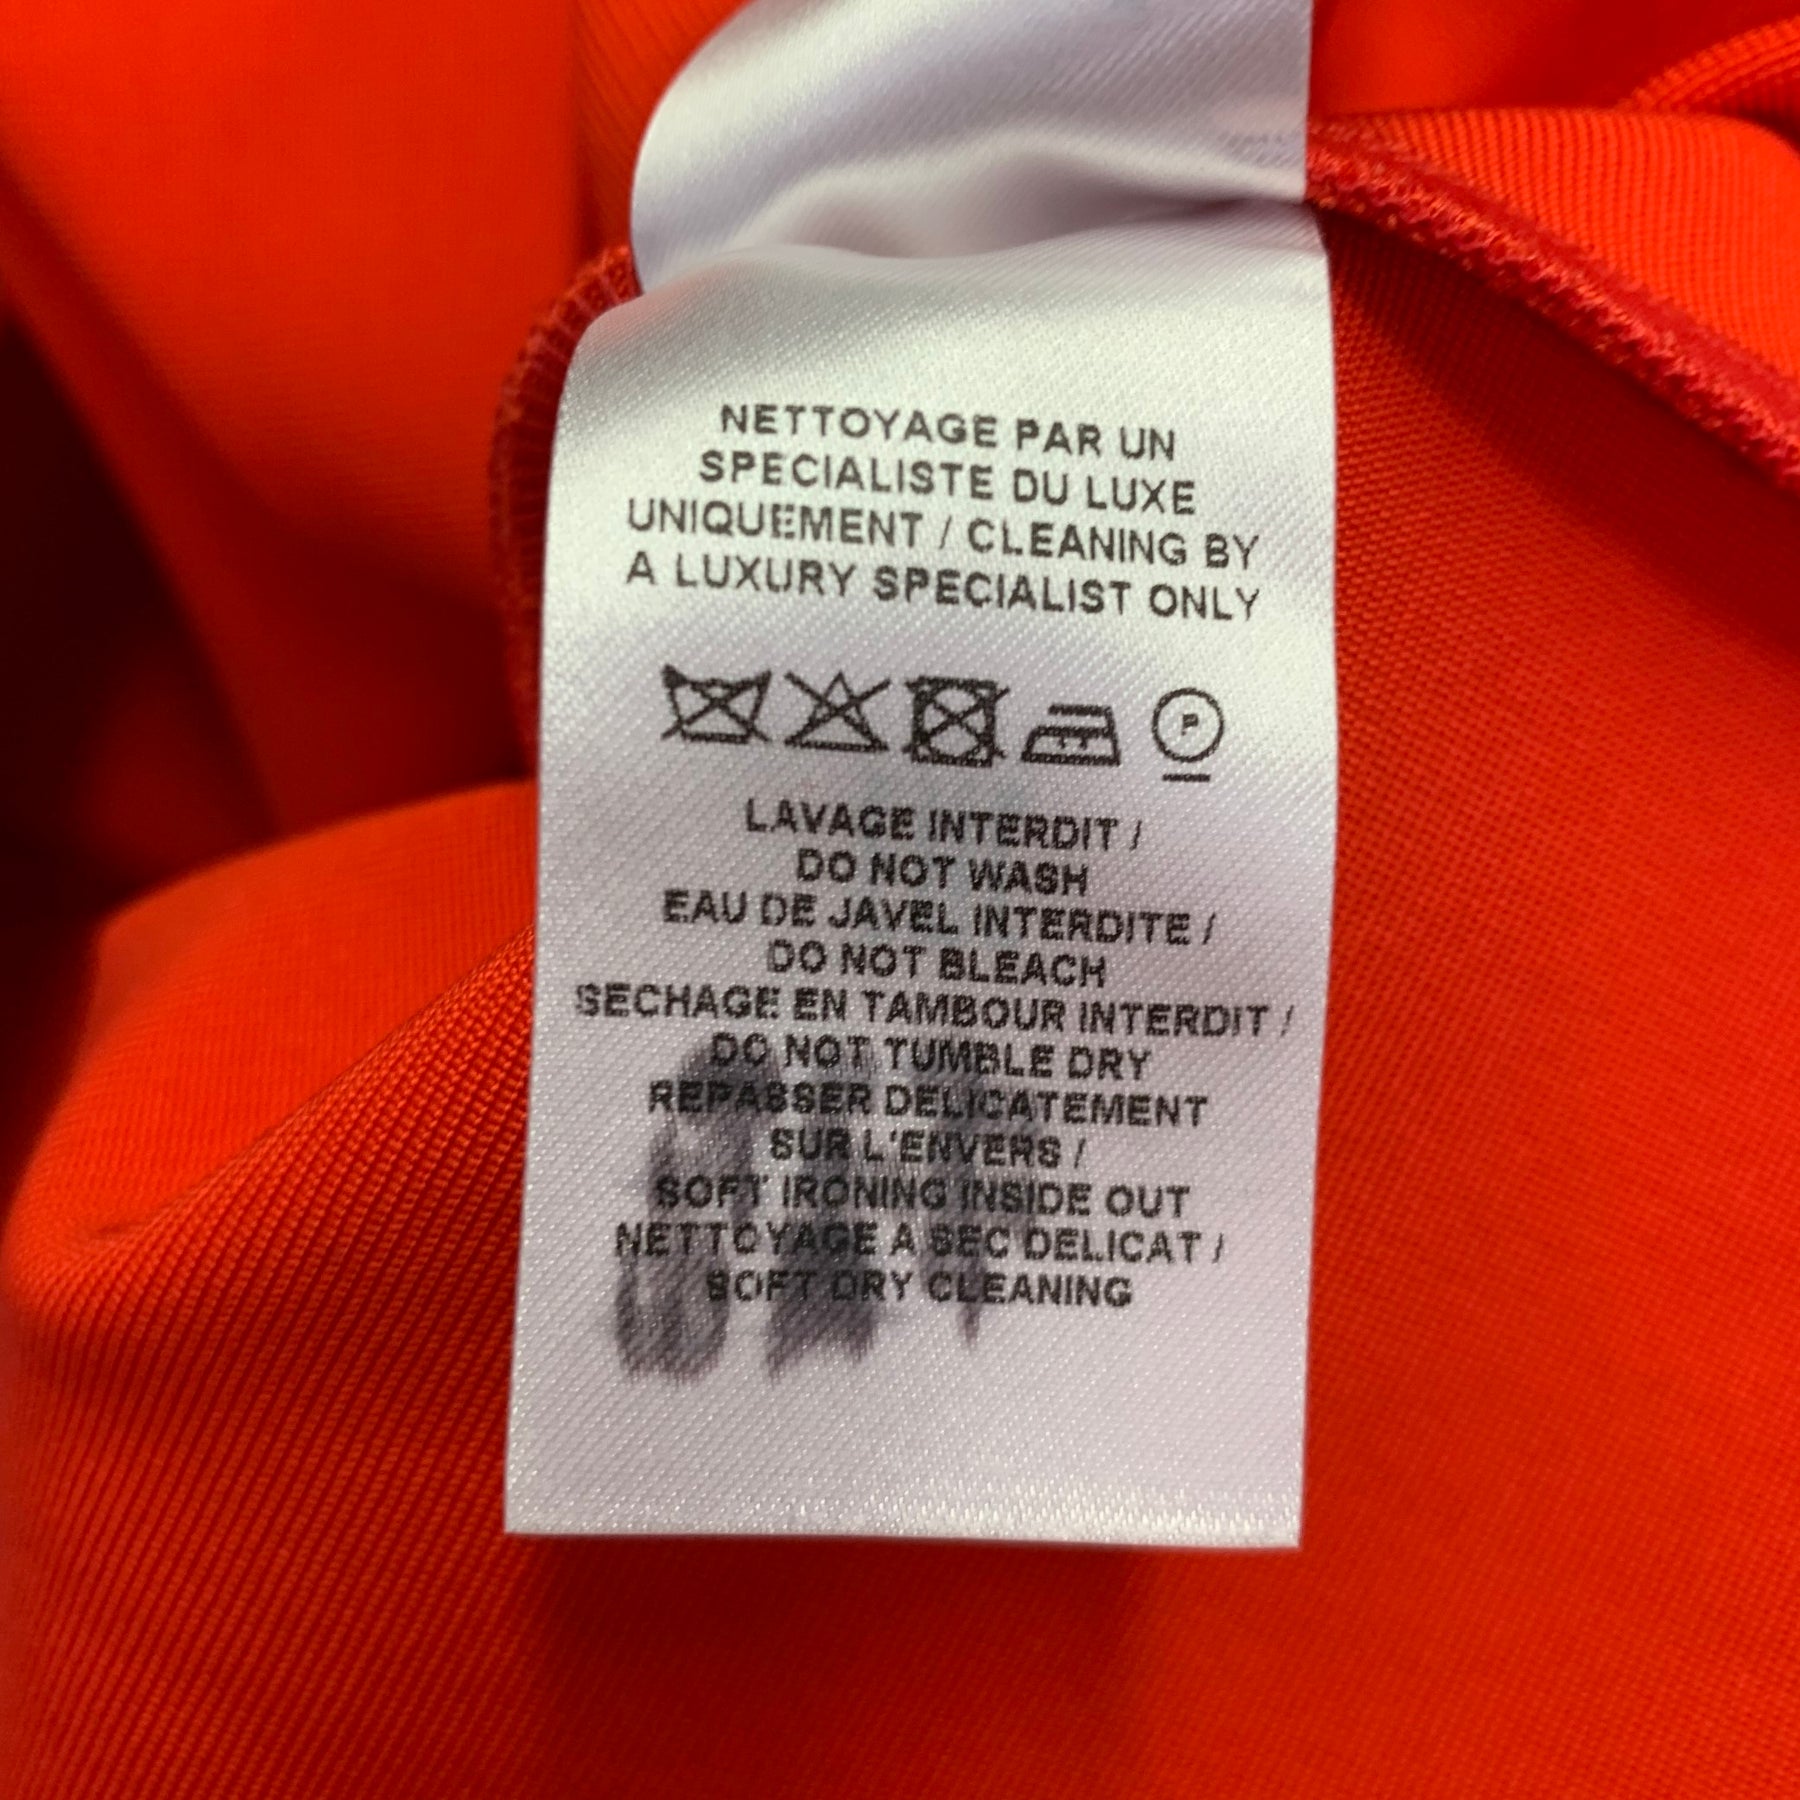 NETTOYAGE PAR UN
SPECIALISTE DU LUXE
UNIQUEMENT / CLEANING BY
A LUXURY SPECIALIST ONLY
P
LAVAGE INTERDIT /
DO NOT WASH
EAU DE JAVEL INTERDITE /
DO NOT BLEACH
SECHAGE EN TAMBOUR INTERDIT /
DO NOT TUMBLE DRY
REPASSER DELICATEMENT
SUR L'ENVERS /
SOFT IRONING INSIDE OUT
NETTOYAGE A SEC DELICAT /
SOFT DRY CLEANING